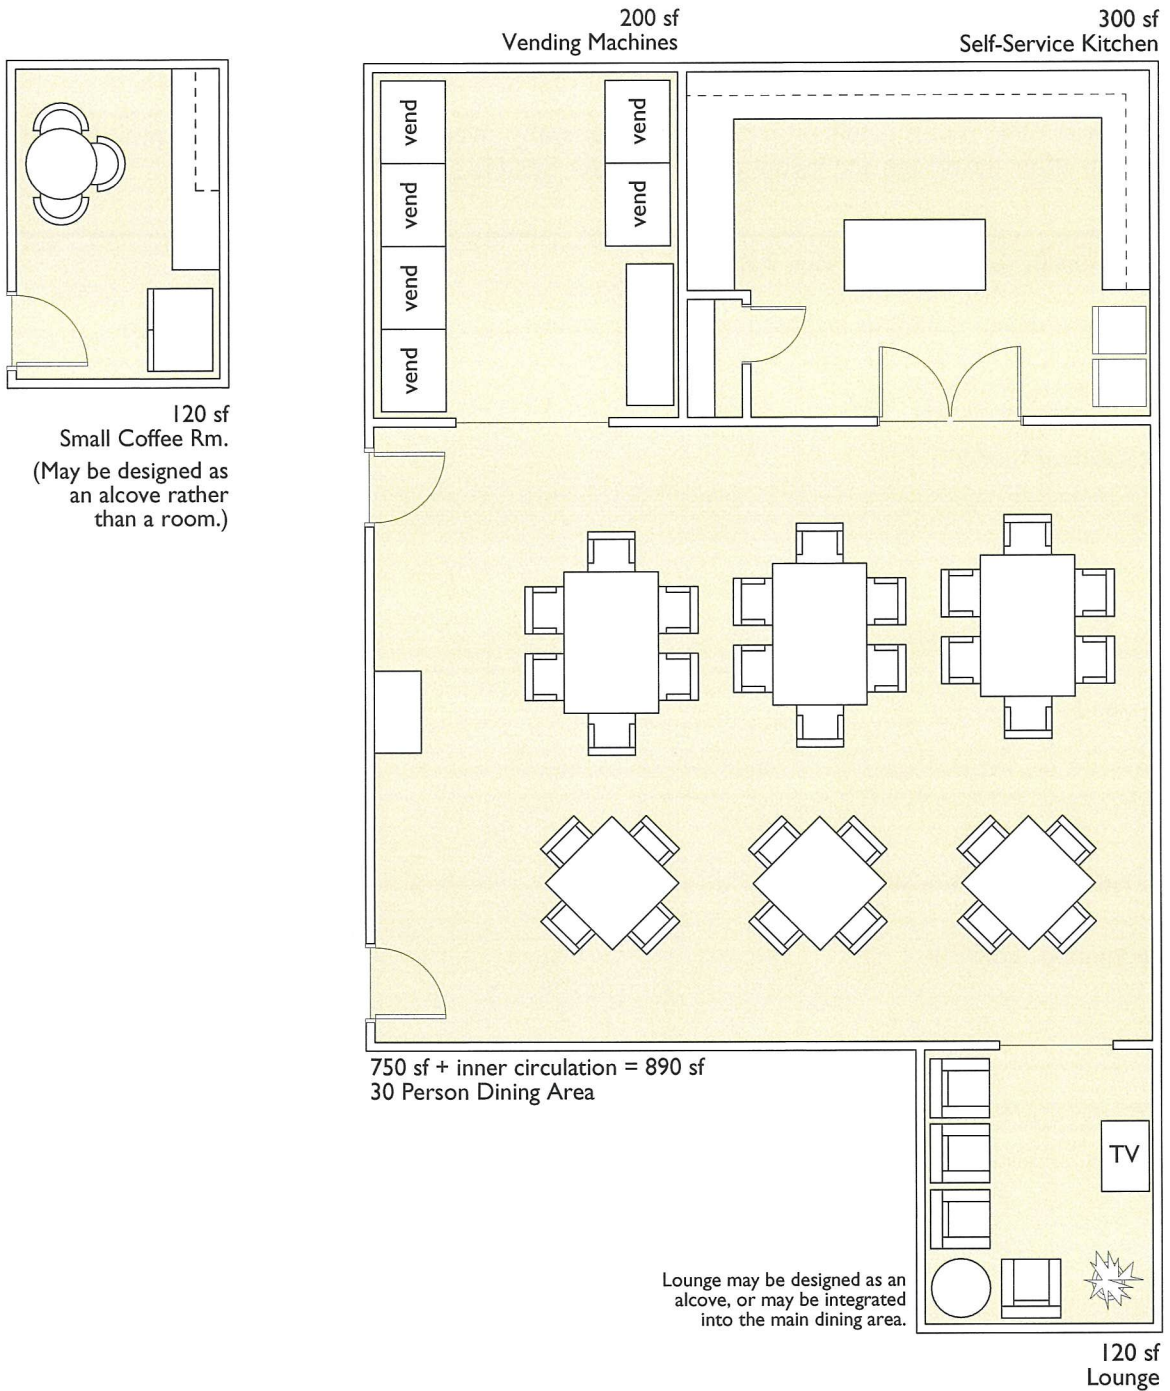 200 sf
Vending Machines
300 sf
Self-Service Kitchen
vend
vend
vend
vend
vend
vend
120 sf
Small Coffee Rm.
(May be designed as
an alcove rather
than a room.)
750 sf + inner circulation = 890 sf
30 Person Dining Area
TV
Lounge may be designed as an
alcove, or may be integrated
into the main dining area.
120 sf
Lounge